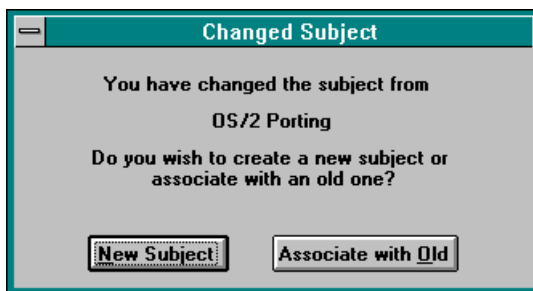 Changed Subject
You have changed the subject from
OS/2 Porting
Do you wish to create a new subject or
associate with an old one?
New Subject
Associate with Old